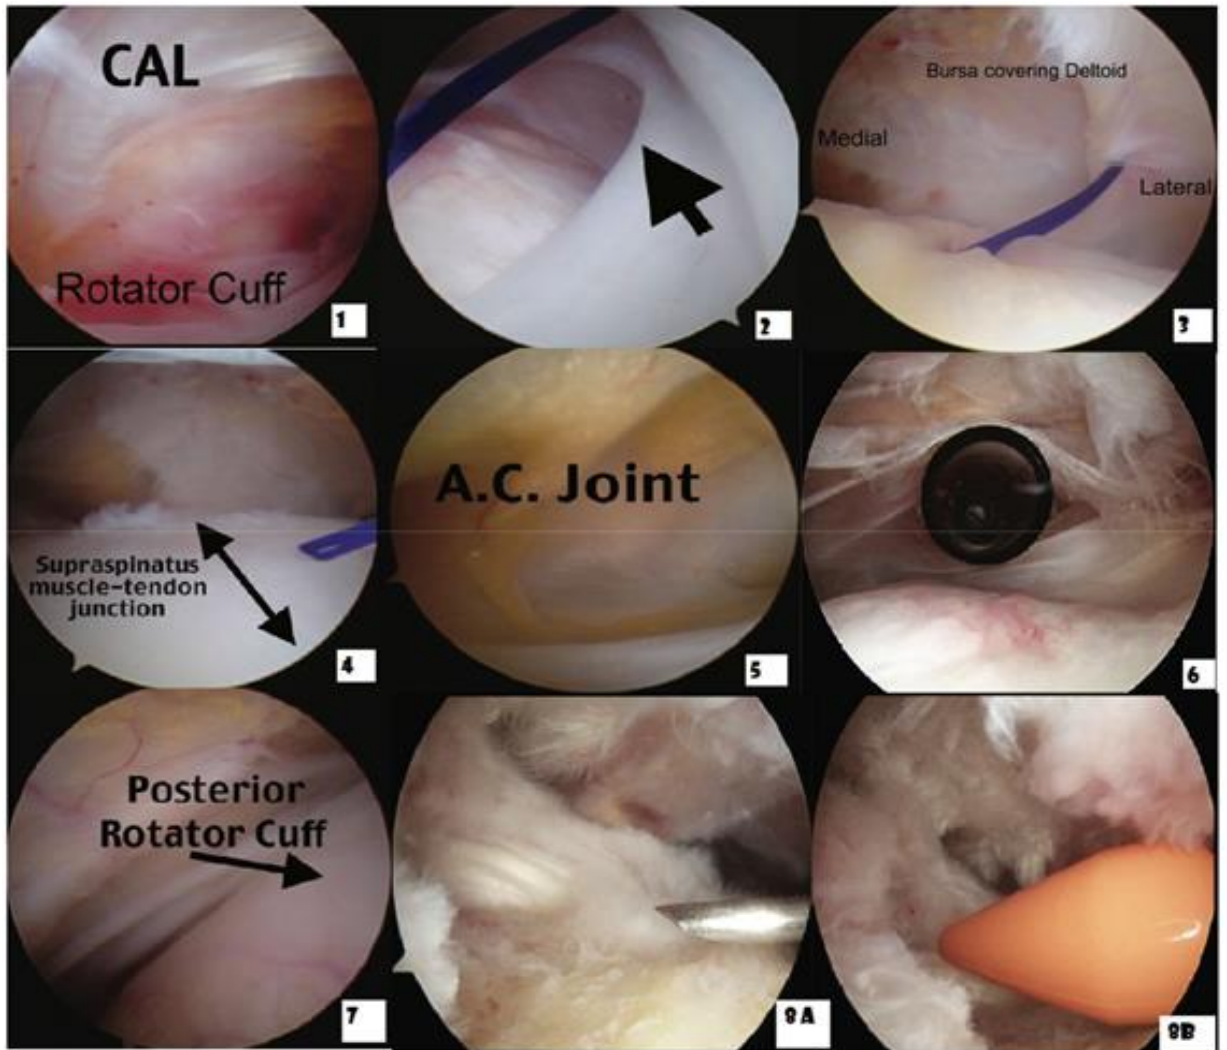 CAL
Rotator Cuff
1
2
Bursa covering Deltoid
Medial
Lateral
3
Supraspinatus
muscle-tendon
junction
4
A.C. Joint
5
6
Posterior
Rotator Cuff
7
8A
8B